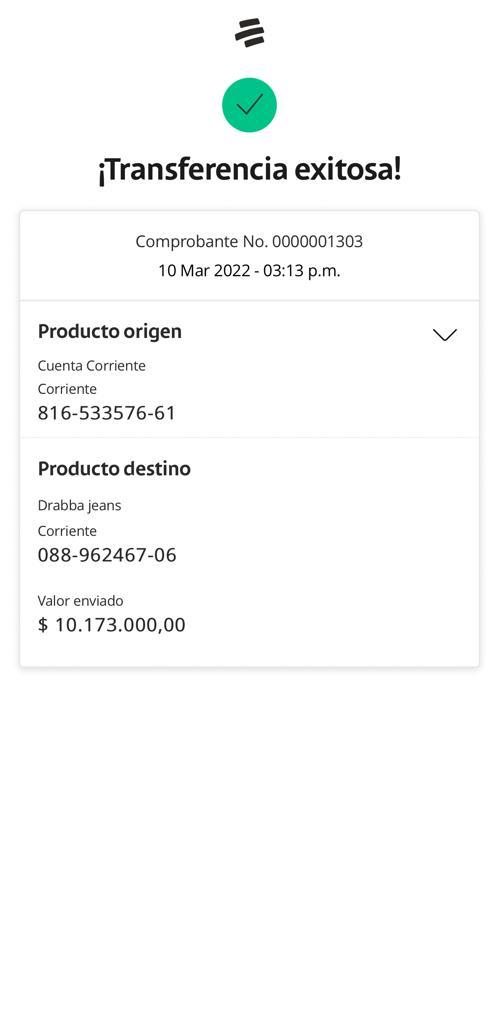 ¡Transferencia exitosa!
Comprobante No. 0000001303
10 Mar 2022 - 03:13 p.m.
Producto origen
Cuenta Corriente
Corriente
816-533576-61
Producto destino
Drabba jeans
Corriente
088-962467-06
Valor enviado
$ 10.173.000,00